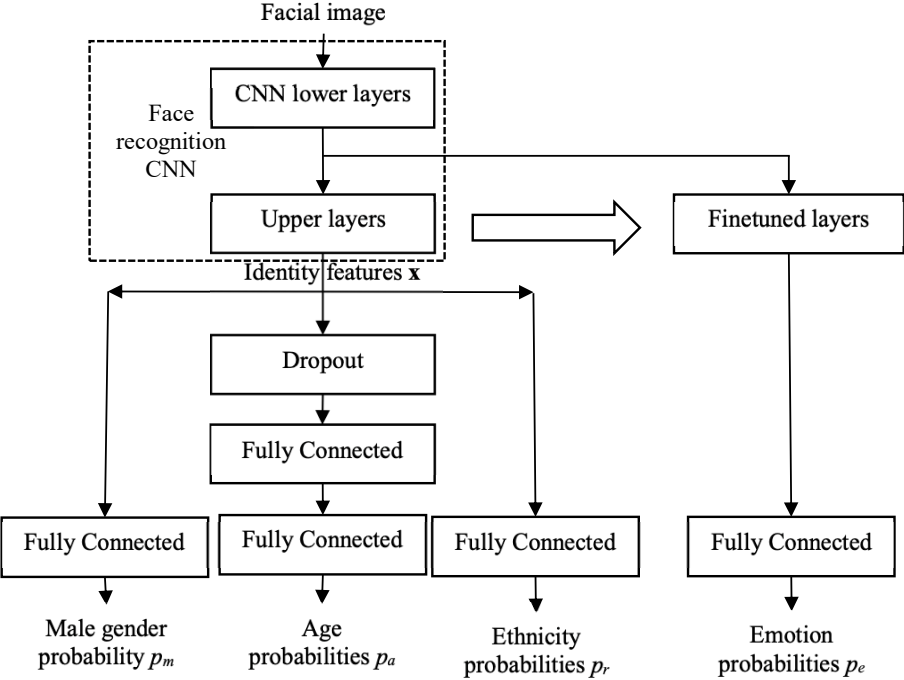 Facial image
CNN lower layers
Face
recognition
CNN
Upper layers
Finetuned layers
Identity features x
Dropout
Fully Connected
Fully Connected
Fully Connected
Fully Connected
Fully Connected
Male gender
probability pm
Age
probabilities pa
Ethnicity
probabilities pr
Emotion
probabilities pe